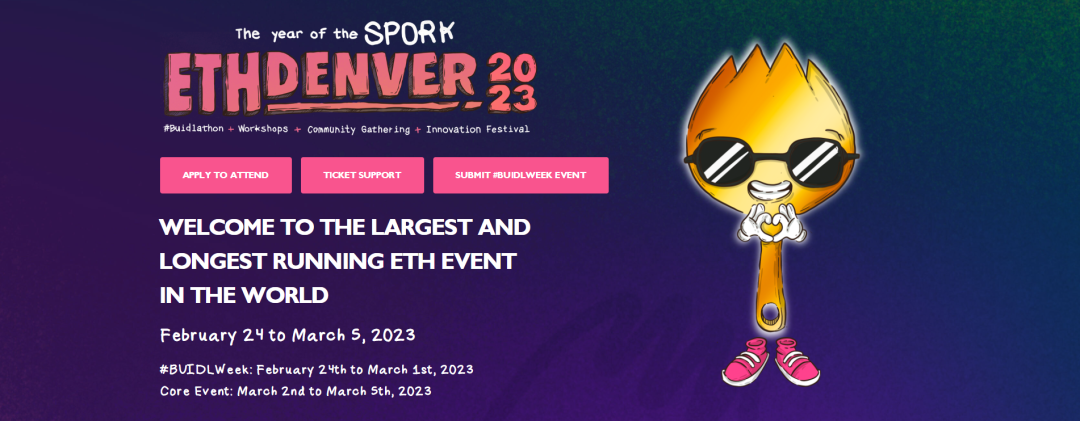 The year of the SPORK
ETHDENVER 2023
#Buidlathon + Workshops + Community Gathering + Innovation Festival
APPLY TO ATTEND
TICKET SUPPORT
SUBMIT #BUIDLWEEK EVENT
WELCOME TO THE LARGEST AND
LONGEST RUNNING ETH EVENT
IN THE WORLD
February 24 to March 5, 2023
#BUIDLWeek: February 24th to March 1st, 2023
Core Event: March 2nd to March 5th, 2023